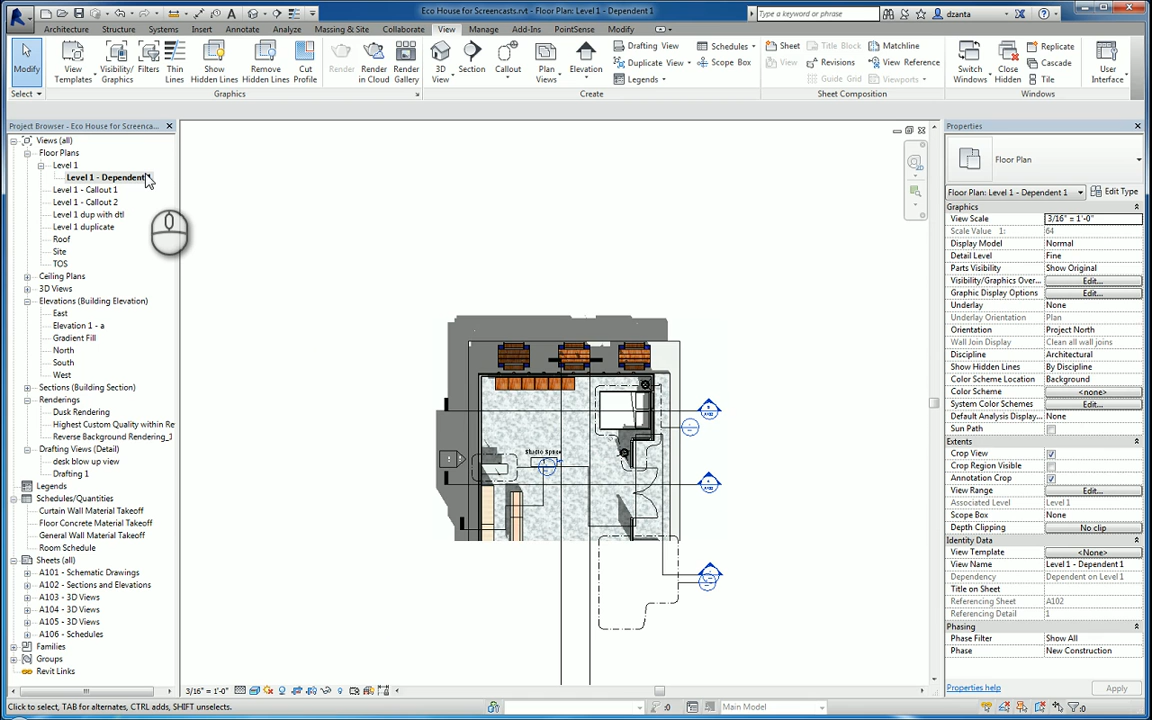 Eco House for Screencasts.rvt - Floor Plan: Level 1 - Dependent 1
Type a keyword or phrase
dzanta
Architecture Structure Systems Insert Annotate Analyze Massing & Site Collaborate View Manage Add-Ins PointSense Modify
Modify
View Templates
Visibility/ Graphics
Filters
Thin Lines
Show Hidden Lines
Remove Hidden Lines
Cut Profile
Render
Render in Cloud
Render Gallery
3D View
Section
Callout
Plan Views
Elevation
Drafting View
Duplicate View
Legends
Schedules
Scope Box
Sheet
View
Title Block
Revisions
Guide Grid
Matchline
View Reference
Viewports
Switch Windows
Close Hidden
Replicate
Cascade
Tile
User Interface
Select
Graphics
Create
Sheet Composition
Windows
Project Browser - Eco House for Screenca...
Views (all)
Floor Plans
Level 1
Level 1 - Dependent 1
Level 1 - Callout 1
Level 1 - Callout 2
Level 1 dup with dtl
Level 1 duplicate
Roof
Site
TOS
Ceiling Plans
3D Views
Elevations (Building Elevation)
East
Elevation 1 - a
Gradient Fill
North
South
West
Sections (Building Section)
Renderings
Dusk Rendering
Highest Custom Quality within Re
Reverse Background Rendering_1
Drafting Views (Detail)
desk blow up view
Drafting 1
Legends
Schedules/Quantities
Curtain Wall Material Takeoff
Floor Concrete Material Takeoff
General Wall Material Takeoff
Room Schedule
Sheets (all)
A101 - Schematic Drawings
A102 - Sections and Elevations
A103 - 3D Views
A104 - 3D Views
A105 - 3D Views
A106 - Schedules
Families
Groups
Revit Links
Studio Space
Properties
Floor Plan
Floor Plan: Level 1 - Dependent 1
Edit Type
Graphics
View Scale 3/16" = 1'-0"
Scale Value 1: 64
Display Model Normal
Detail Level Fine
Parts Visibility Show Original
Visibility/Graphics Over... Edit...
Graphic Display Options Edit...
Underlay None
Underlay Orientation Plan
Orientation Project North
Wall Join Display Clean all wall joins
Discipline Architectural
Show Hidden Lines By Discipline
Color Scheme Location Background
Color Scheme <none>
System Color Schemes Edit...
Default Analysis Display... None
Sun Path
Extents
Crop View
Crop Region Visible
Annotation Crop
View Range Edit...
Associated Level Level 1
Scope Box None
Depth Clipping No clip
Identity Data
View Template <None>
View Name Level 1 - Dependent 1
Dependency Dependent on Level 1
Title on Sheet
Referencing Sheet A102
Referencing Detail 1
Phasing
Phase Filter Show All
Phase New Construction
Properties help
Apply
3/16" = 1'-0"
Click to select, TAB for alternates, CTRL adds, SHIFT unselects.
:0
Main Model
:0